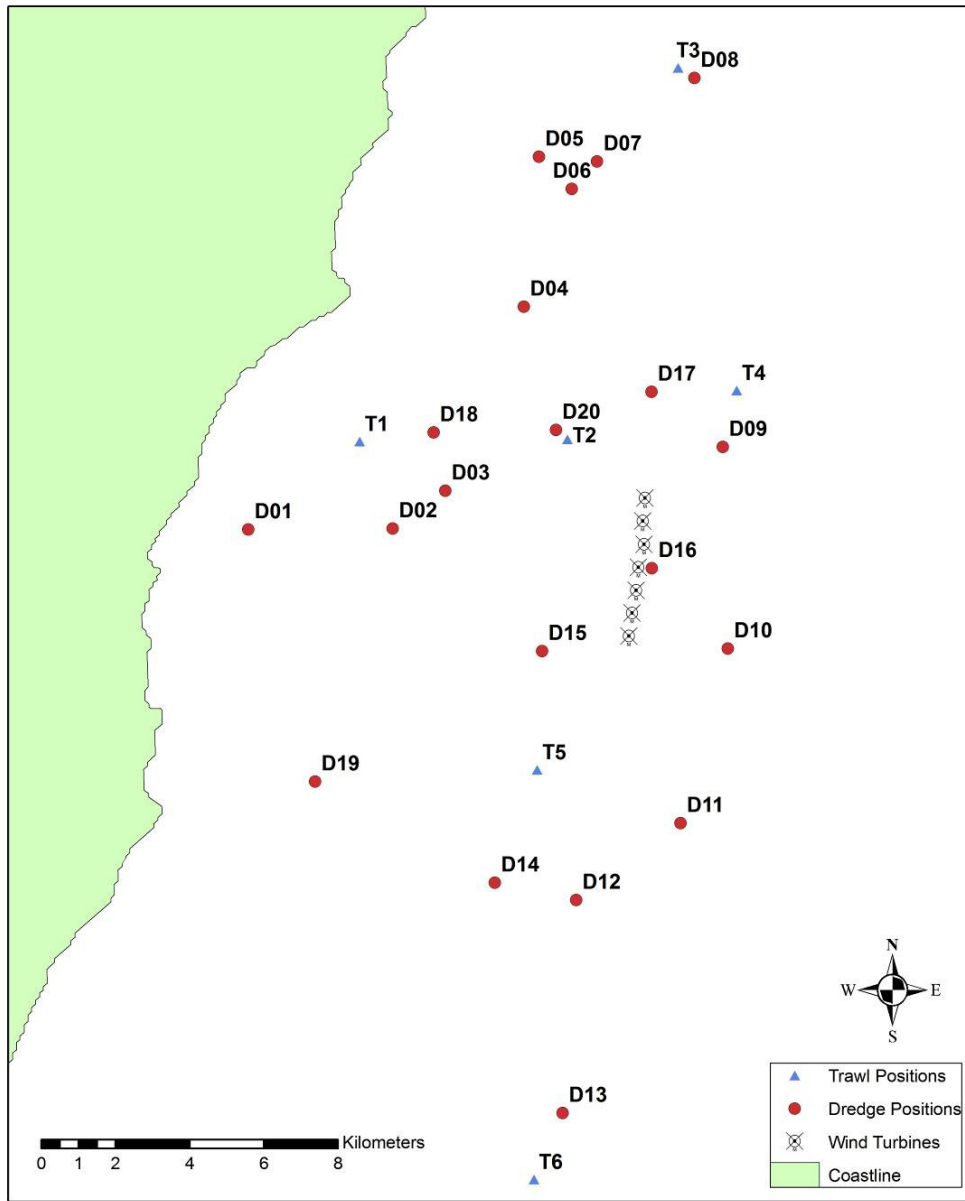 T3
D08
D05
D07
D06
D04
D17
T4
T1
D18
D20
T2
D09
D03
D01
D02
D16
D15
D10
D19
T5
D11
D14
D12
N
W
E
S
D13
T6
Kilometers
0 1 2 4 6 8
Trawl Positions
Dredge Positions
Wind Turbines
Coastline